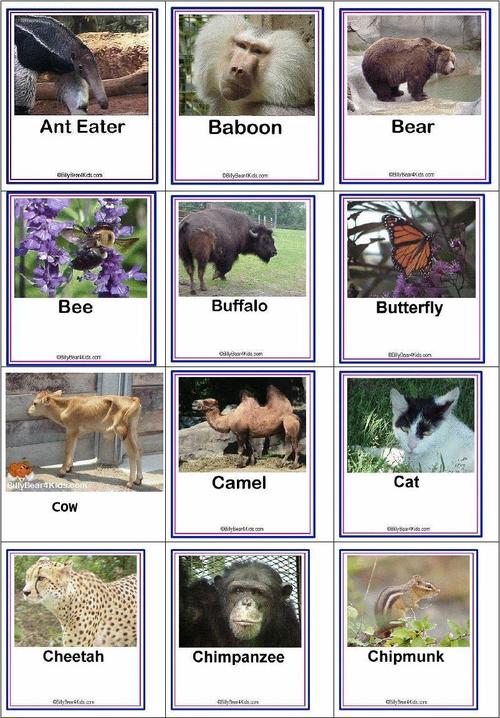 Ant Eater
©BillyBear4Kids.com
Baboon
©BillyBear4Kids.com
Bear
©BillyBear4Kids.com
Bee
©BillyBear4Kids.com
Buffalo
©BillyBear4Kids.com
Butterfly
©BillyBear4Kids.com
BillyBear4Kids.com
cow
Camel
©BillyBear4Kids.com
Cat
©BillyBear4Kids.com
Cheetah
©BillyBear4Kids.com
Chimpanzee
©BillyBear4Kids.com
Chipmunk
©BillyBear4Kids.com